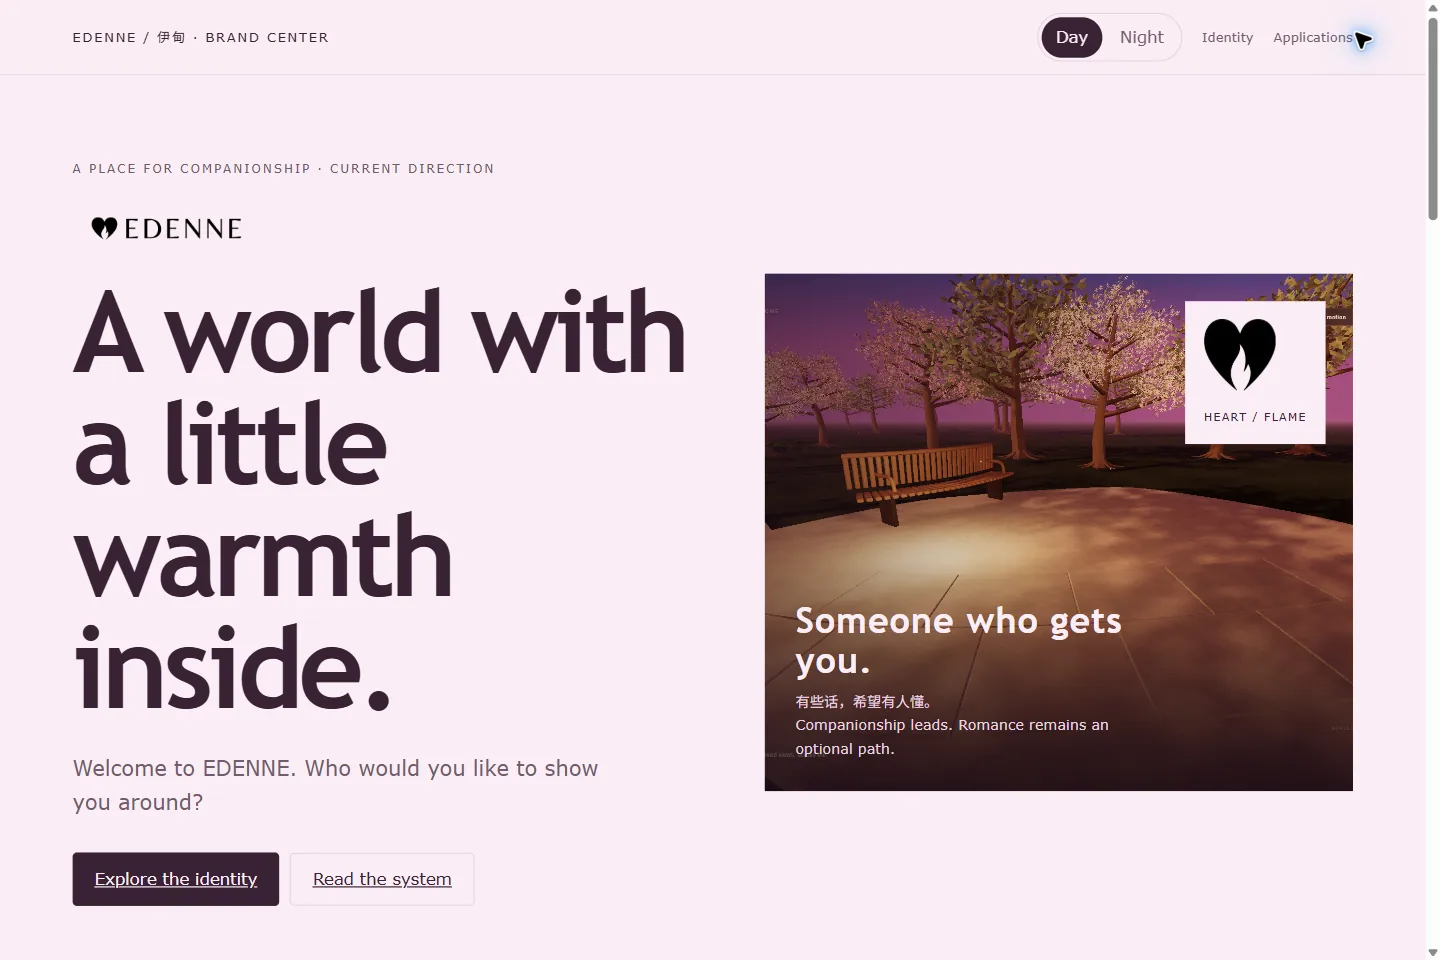 EDENNE / 伊甸 · BRAND CENTER
Day
Night
Identity
Applications
A PLACE FOR COMPANIONSHIP · CURRENT DIRECTION
EDENNE
A world with
a little
warmth
inside.
Welcome to EDENNE. Who would you like to show
you around?
Explore the identity
Read the system
motion
HEART / FLAME
Someone who gets
you.
有些话，希望有人懂。
Companionship leads. Romance remains an
optional path.